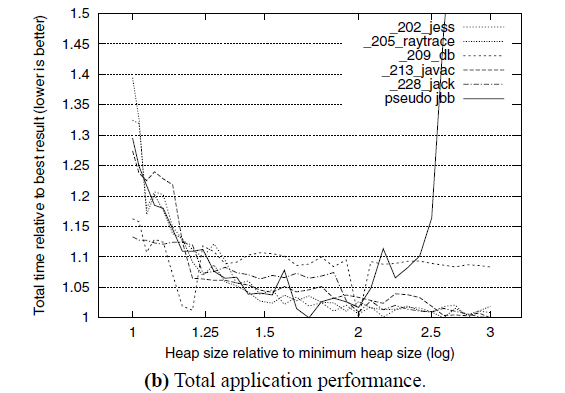 Total time relative to best result (lower is better)
1.5
1.45
1.4
1.35
1.3
1.25
1.2
1.15
1.1
1.05
1
_202_jess
_205_raytrace
_209_db
_213_javac
_228_jack
pseudo jbb
1 1.25 1.5 2 2.5 3
Heap size relative to minimum heap size (log)
(b) Total application performance.